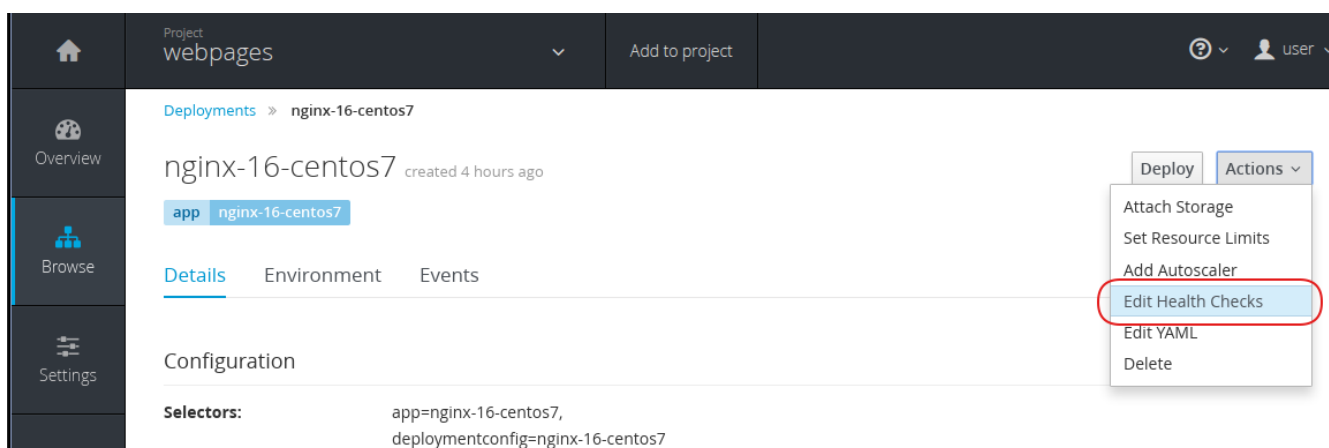 Project
webpages
Add to project
user
Deployments » nginx-16-centos7
Overview
nginx-16-centos7 created 4 hours ago
Deploy Actions
app nginx-16-centos7
Attach Storage
Set Resource Limits
Browse
Details Environment Events
Add Autoscaler
Edit Health Checks
Edit YAML
Delete
Configuration
Settings
Selectors: app=nginx-16-centos7,
deploymentconfig=nginx-16-centos7